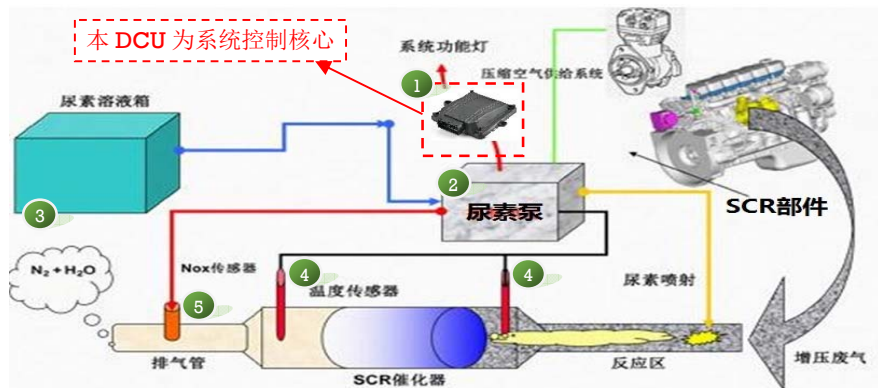 本 DCU 为系统控制核心
系统功能灯
1
压缩空气供给系统
尿素溶液箱
2
尿素泵
3
SCR部件
N2 + H2O
Nox传感器
4
温度传感器
4
尿素喷射
5
排气管
反应区
增压废气
SCR催化器